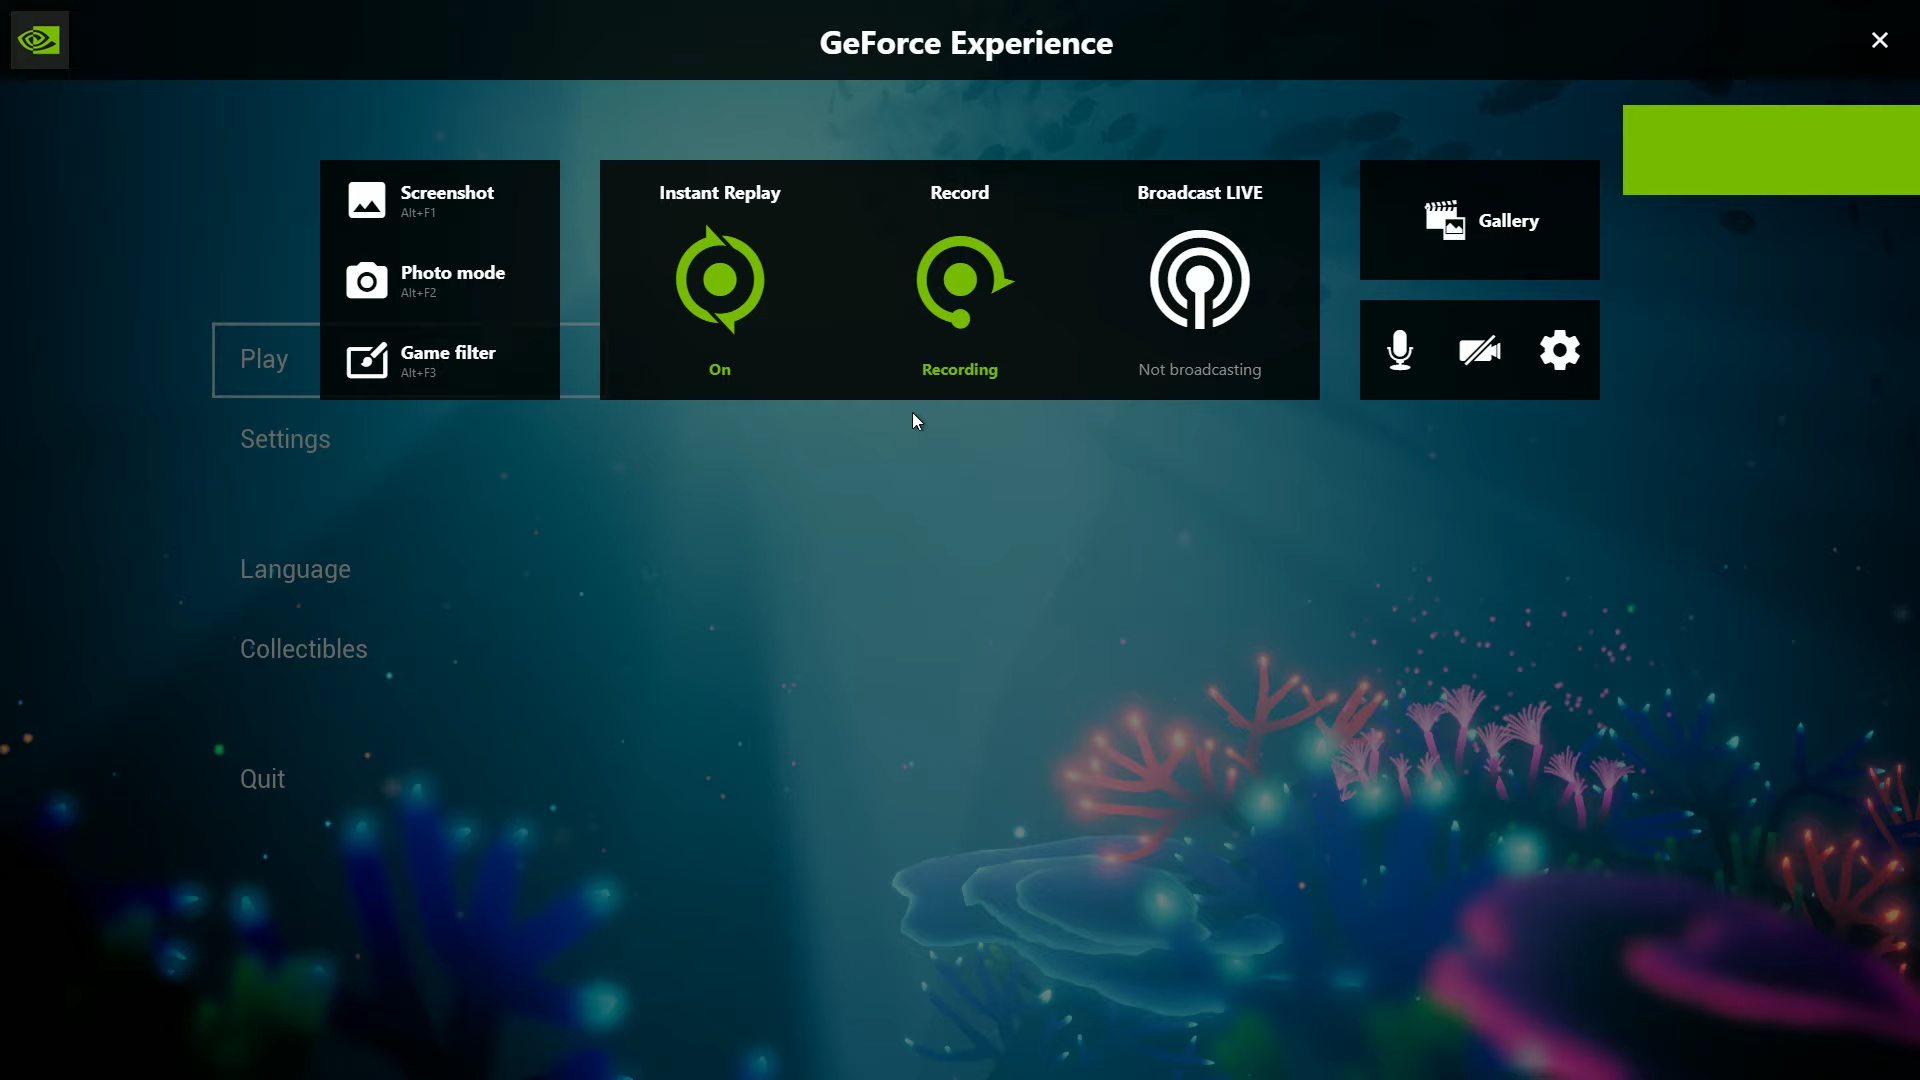 GeForce Experience
Screenshot
Alt+F1
Photo mode
Alt+F2
Game filter
Alt+F3
Instant Replay
On
Record
Recording
Broadcast LIVE
Not broadcasting
Gallery
Play
Settings
Language
Collectibles
Quit